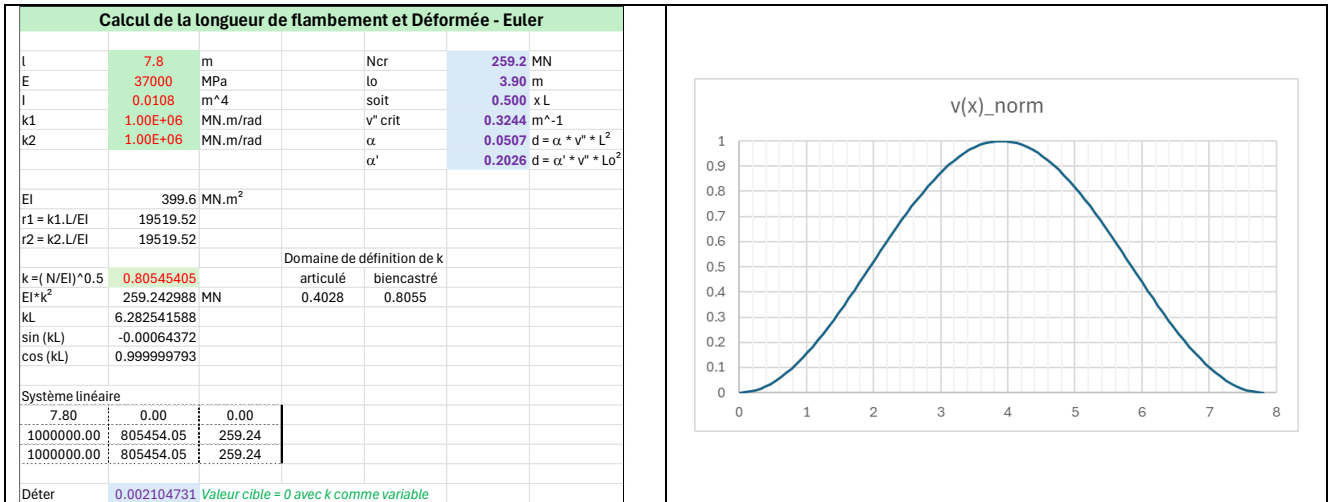 Calcul de la longueur de flambement et Déformée - Euler
l 7.8 m Ncr 259.2 MN
E 37000 MPa lo 3.90 m
I 0.0108 m^4 soit 0.500 x L
k1 1.00E+06 MN.m/rad v'' crit 0.3244 m^-1
k2 1.00E+06 MN.m/rad α 0.0507 d = α * v'' * L²
α' 0.2026 d = α' * v'' * Lo²
EI 399.6 MN.m²
r1 = k1.L/EI 19519.52
r2 = k2.L/EI 19519.52
Domaine de définition de k
k =( N/EI)^0.5 0.80545405 articulé biencastré
EI*k² 259.242988 MN 0.4028 0.8055
kL 6.282541588
sin (kL) -0.00064372
cos (kL) 0.999999793
Système linéaire
7.80 0.00 0.00
1000000.00 805454.05 259.24
1000000.00 805454.05 259.24
Déter 0.002104731 Valeur cible = 0 avec k comme variable
v(x)_norm
1
0.9
0.8
0.7
0.6
0.5
0.4
0.3
0.2
0.1
0
0 1 2 3 4 5 6 7 8